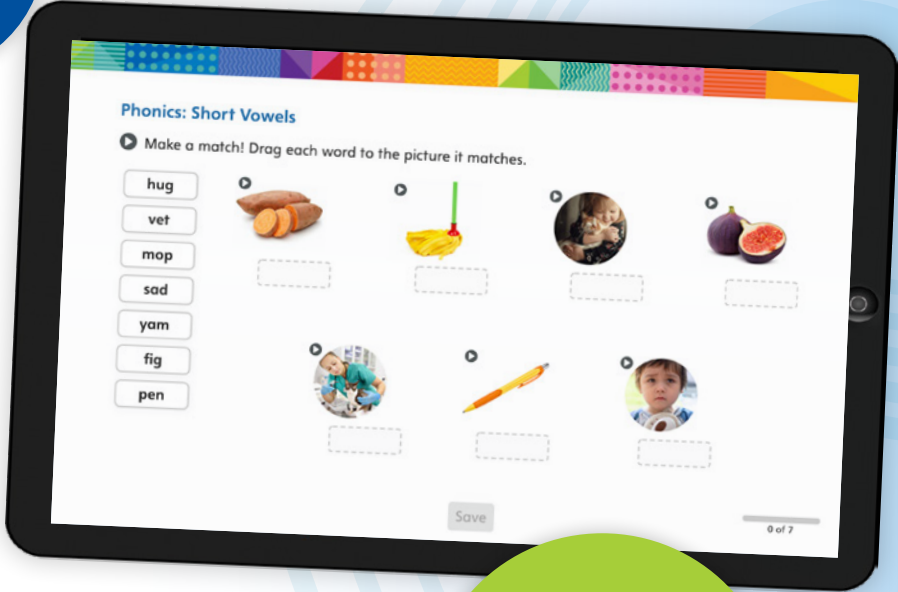 Phonics: Short Vowels
Make a match! Drag each word to the picture it matches.
hug
vet
mop
sad
yam
fig
pen
Save
0 of 7